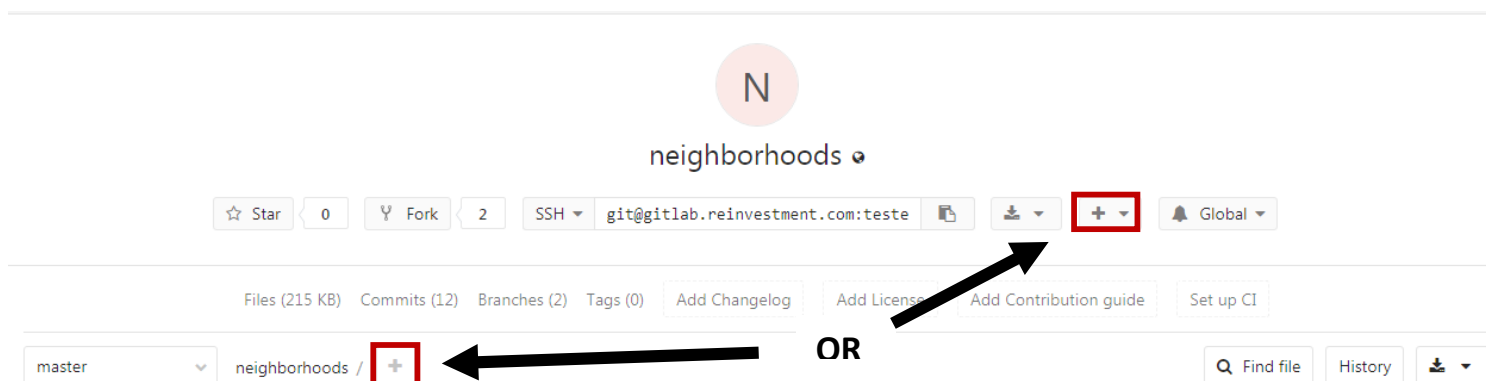 N
neighborhoods
Star 0 Fork 2 SSH git@gitlab.reinvestment.com:teste + Global
Files (215 KB) Commits (12) Branches (2) Tags (0) Add Changelog Add License Add Contribution guide Set up CI
OR
master neighborhoods / + Find file History